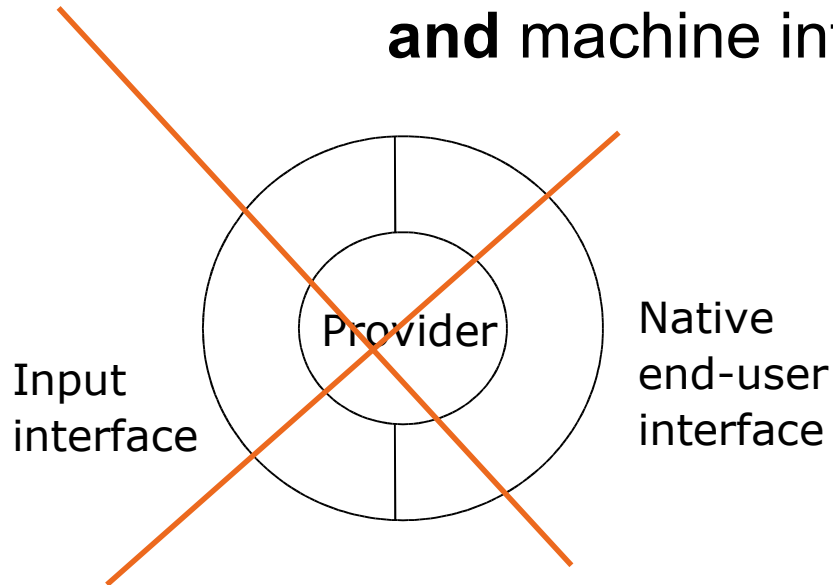 and machine int
Provider
Native
end-user
interface
Input
interface